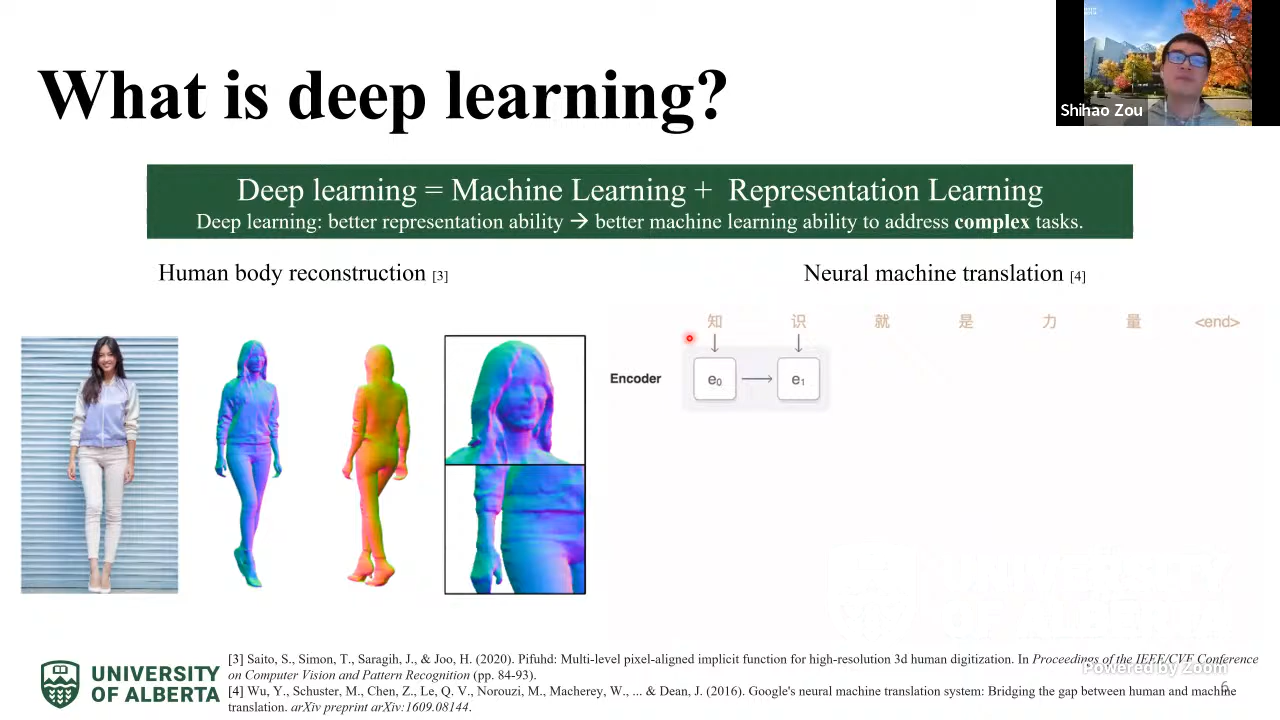 What is deep learning?
Shihao Zou
Deep learning = Machine Learning + Representation Learning
Deep learning: better representation ability → better machine learning ability to address complex tasks.
Human body reconstruction [3]
Neural machine translation [4]
知 识 就 是 力 量 <end>
Encoder e₀ e₁
UNIVERSITY
OF ALBERTA
[3] Saito, S., Simon, T., Saragih, J., & Joo, H. (2020). Pifuhd: Multi-level pixel-aligned implicit function for high-resolution 3d human digitization. In Proceedings of the IEEE/CVF Conference
on Computer Vision and Pattern Recognition (pp. 84-93).
[4] Wu, Y., Schuster, M., Chen, Z., Le, Q. V., Norouzi, M., Macherey, W., ... & Dean, J. (2016). Google's neural machine translation system: Bridging the gap between human and machine
translation. arXiv preprint arXiv:1609.08144.
Powered by Zoom
6